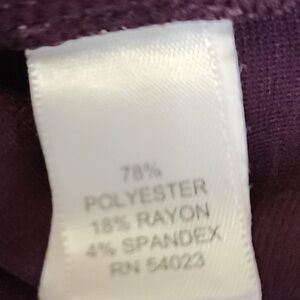 78%
POLYESTER
18% RAYON
4% SPANDEX
RN 54023